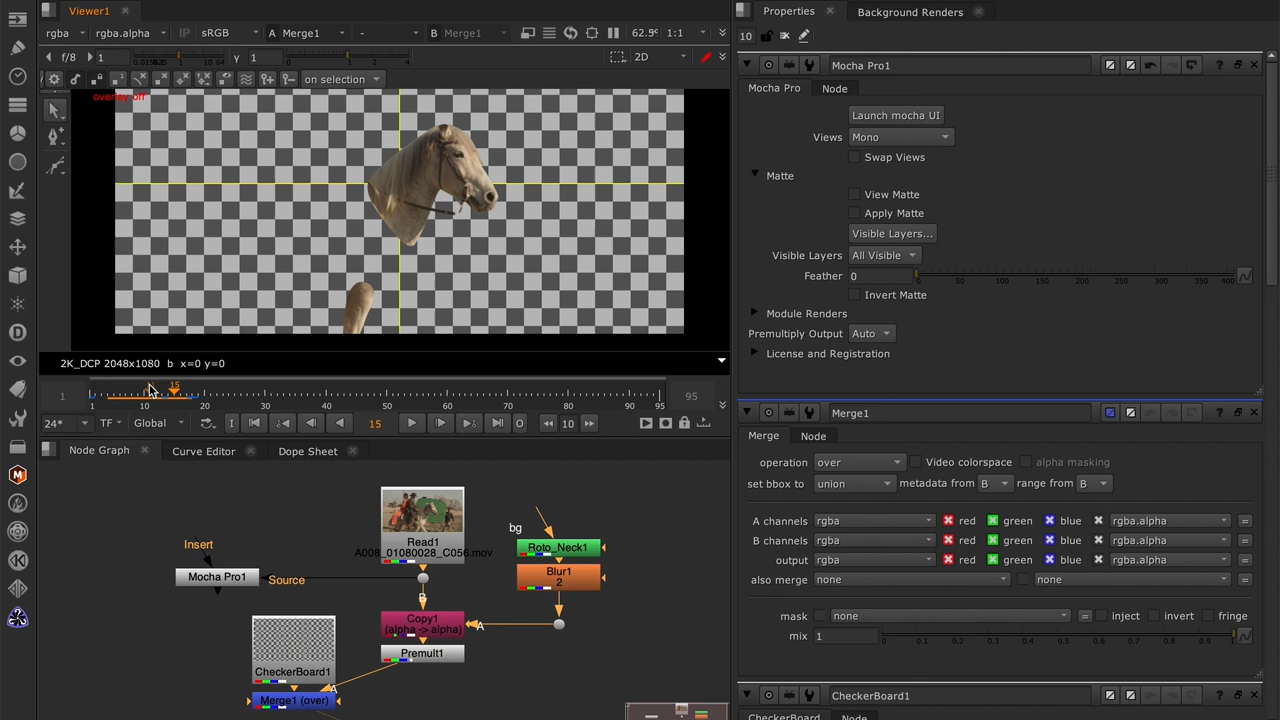 Viewer1
Properties
Background Renders
rgba
rgba.alpha
IP
sRGB
A Merge1
-
B Merge1
62.5%
1:1
10
f/8
1
y
1
2D
Mocha Pro1
on selection
Mocha Pro
Node
overlay off
Launch mocha UI
Views
Mono
Swap Views
Matte
View Matte
Apply Matte
Visible Layers...
Visible Layers
All Visible
Feather
0
50
100
150
200
250
300
350
400
Invert Matte
Module Renders
Premultiply Output
Auto
License and Registration
2K_DCP 2048x1080 b x=0 y=0
1
15
95
1
10
20
30
40
50
60
70
80
90
95
24*
TF
Global
I
15
O
10
Merge1
Merge
Node
Node Graph
Curve Editor
Dope Sheet
operation
over
Video colorspace
alpha masking
set bbox to
union
metadata from
B
range from
B
A channels
rgba
red
green
blue
rgba.alpha
=
B channels
rgba
red
green
blue
rgba.alpha
=
output
rgba
red
green
blue
rgba.alpha
=
also merge
none
none
mask
none
=
inject
invert
fringe
mix
1
0
0.1
0.2
0.3
0.4
0.5
0.6
0.7
0.8
0.9
1
bg
Insert
Read1
A008_01080028_C056.mov
Roto_Neck1
Mocha Pro1
Source
Blur1
2
B
Copy1
(alpha -> alpha)
A
Premult1
CheckerBoard1
A
Merge1 (over)
CheckerBoard1
CheckerBoard
Node